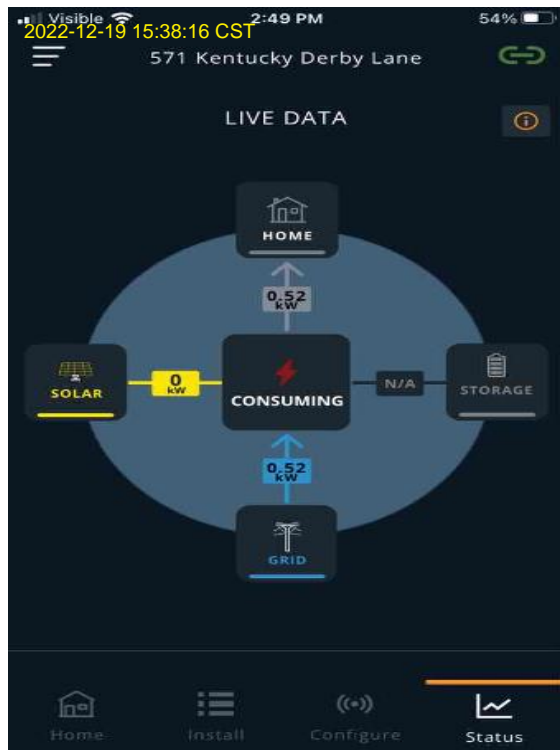 Visible 2:49 PM 54%
2022-12-19 15:38:16 CST
571 Kentucky Derby Lane
LIVE DATA
HOME
0.52
kW
SOLAR
0
kW
CONSUMING
N/A
STORAGE
0.52
kW
GRID
Home Install Configure Status